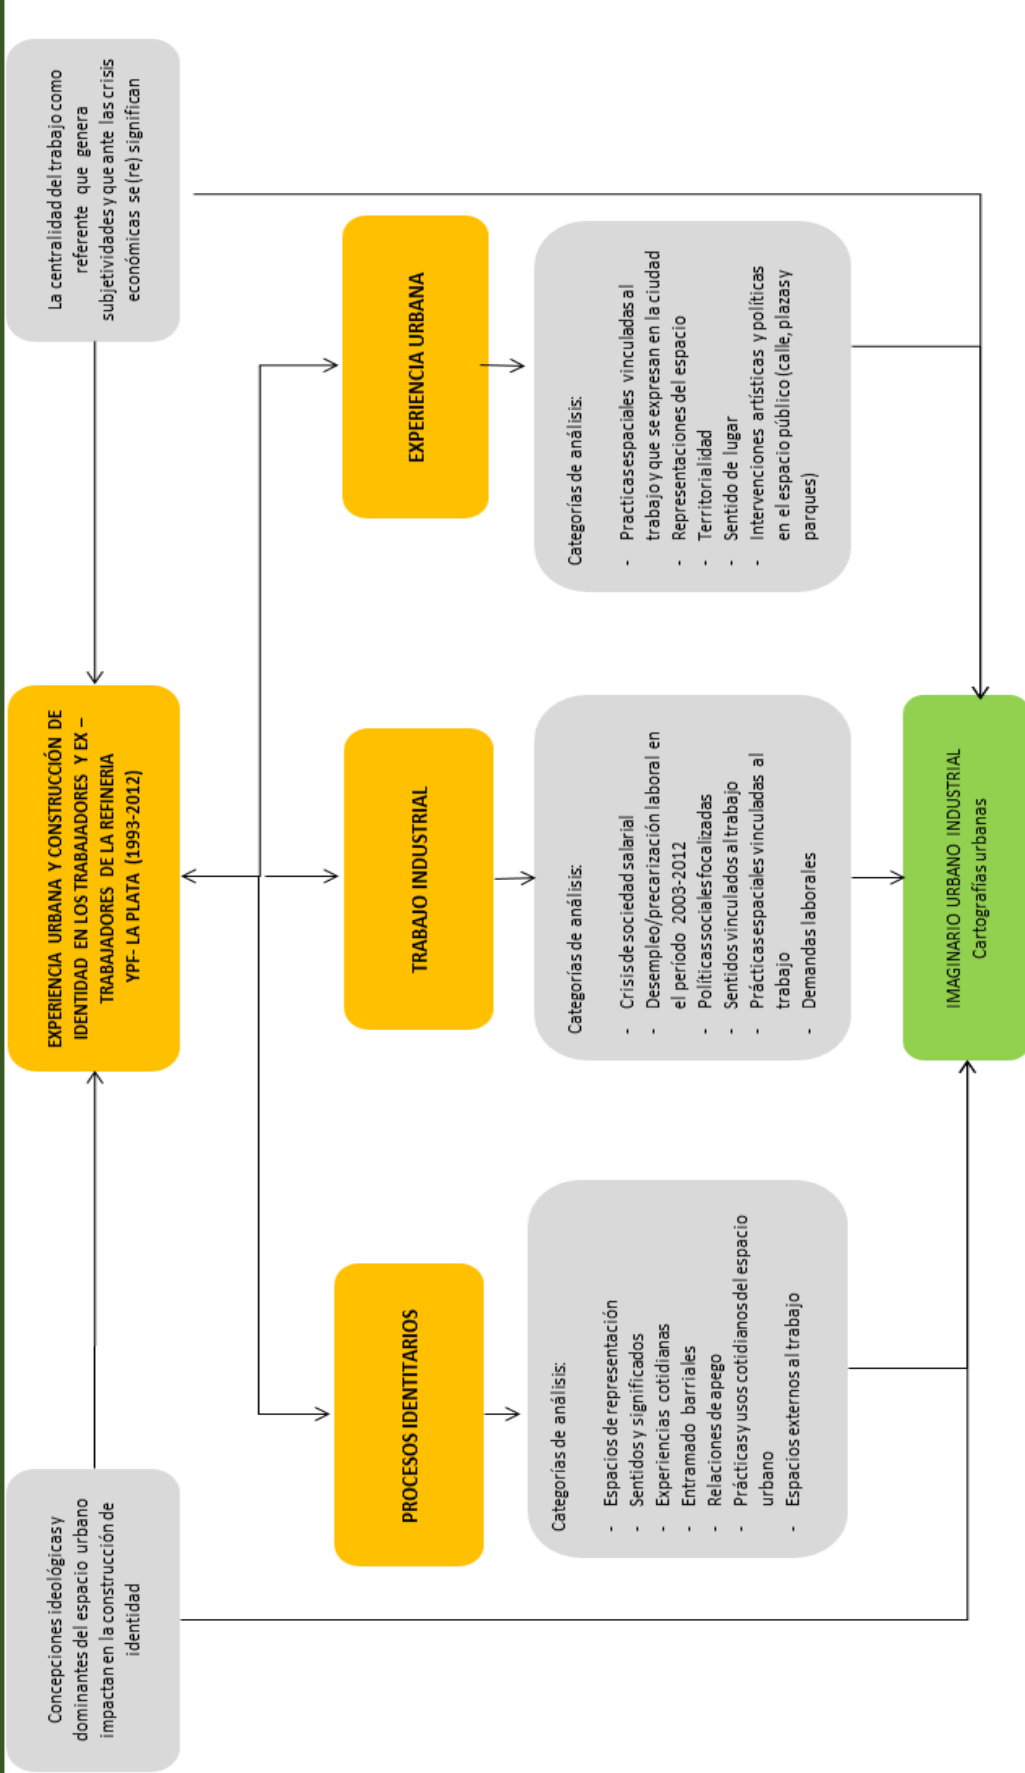 Concepciones ideológicas y
dominantes del espacio urbano
impactan en la construcción de
identidad
EXPERIENCIA URBANA Y CONSTRUCCIÓN DE
IDENTIDAD EN LOS TRABAJADORES Y EX –
TRABAJADORES DE LA REFINERIA
YPF- LA PLATA (1993-2012)
La centralidad del trabajo como
referente que genera
subjetividades y que ante las crisis
económicas se (re) significan
PROCESOS IDENTITARIOS
Categorías de análisis:
- Espacios de representación
- Sentidos y significados
- Experiencias cotidianas
- Entramado barriales
- Relaciones de apego
- Prácticas y usos cotidianos del espacio
urbano
- Espacios externos al trabajo
TRABAJO INDUSTRIAL
Categorías de análisis:
- Crisis de sociedad salarial
- Desempleo/precarización laboral en
el período 2003-2012
- Políticas sociales focalizadas
- Sentidos vinculados al trabajo
- Prácticas espaciales vinculadas al
trabajo
- Demandas laborales
EXPERIENCIA URBANA
Categorías de análisis:
- Practicas espaciales vinculadas al
trabajo y que se expresan en la ciudad
- Representaciones del espacio
- Territorialidad
- Sentido de lugar
- Intervenciones artísticas y políticas
en el espacio público (calle, plazas y
parques)
IMAGINARIO URBANO INDUSTRIAL
Cartografías urbanas